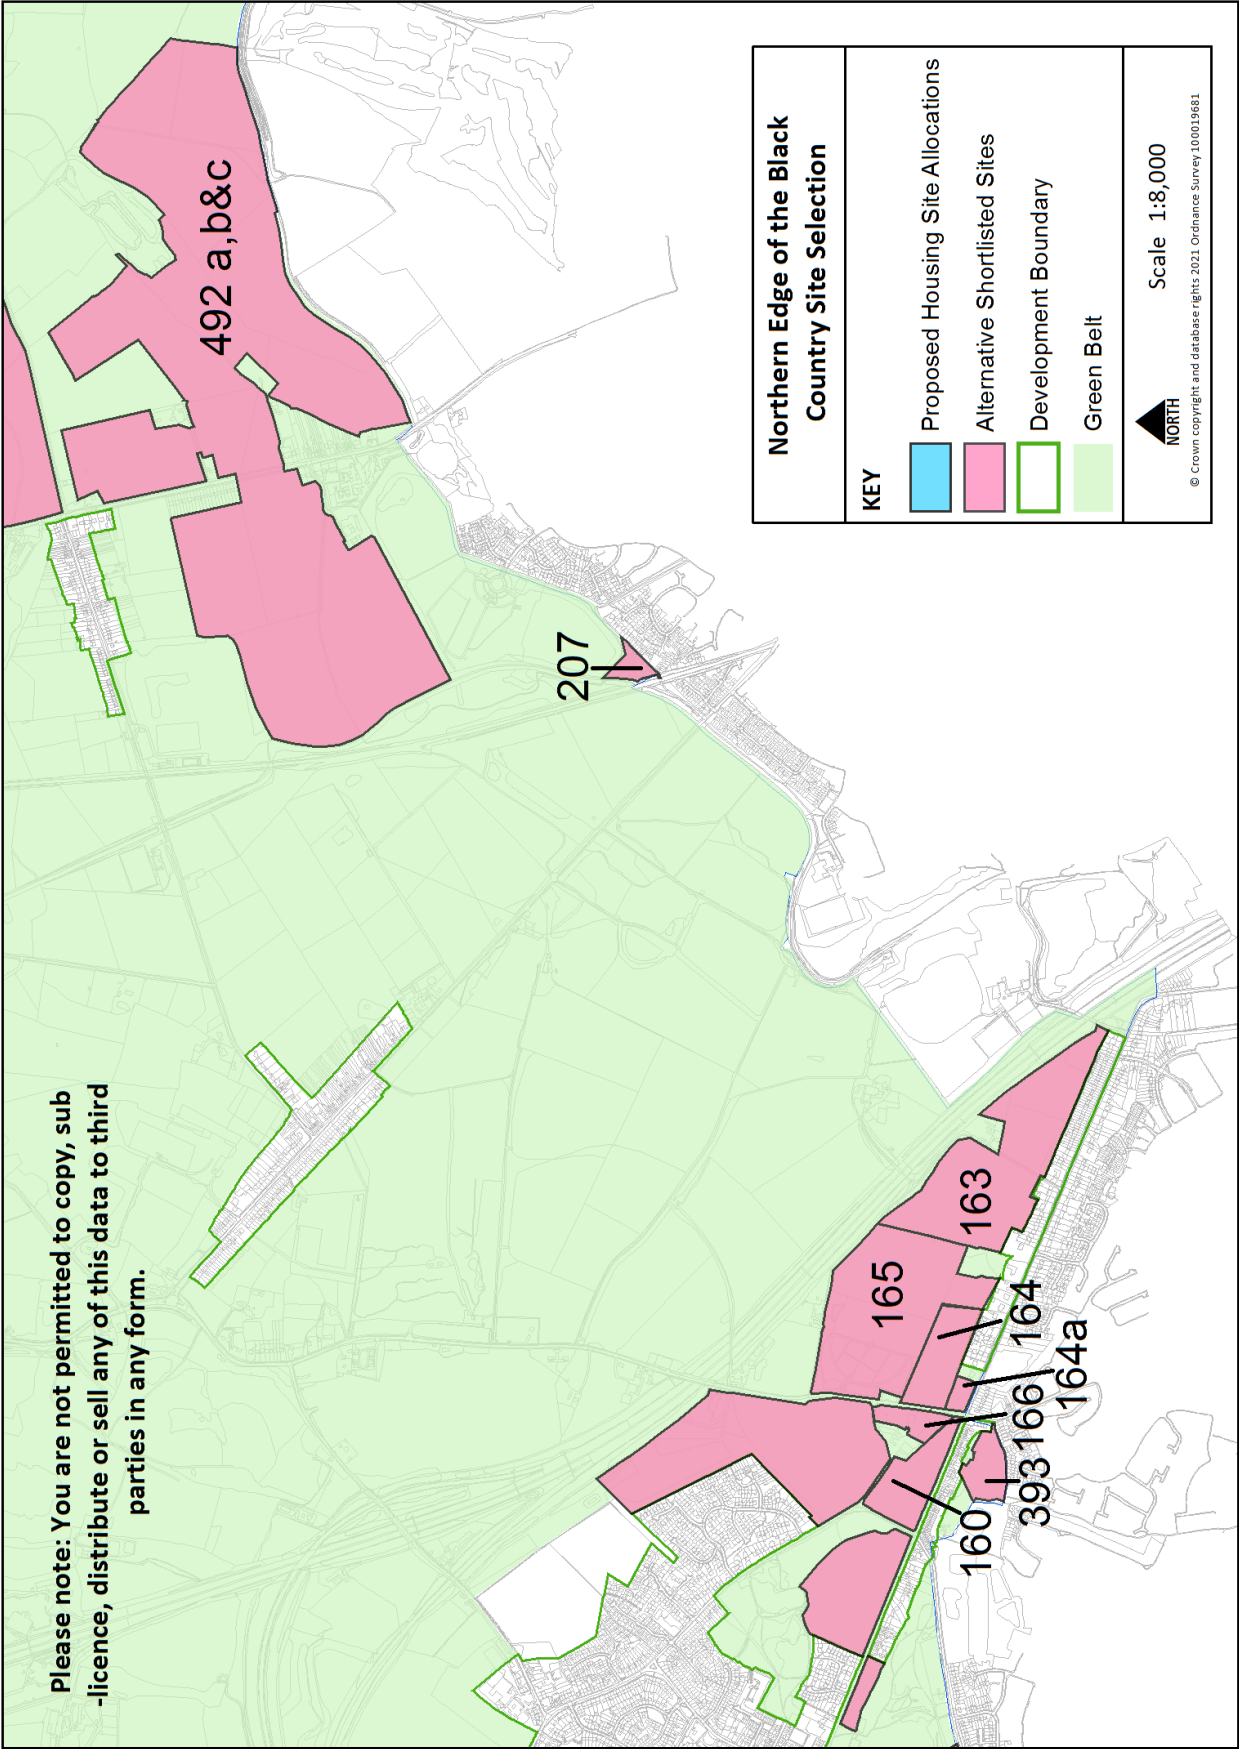 Please note: You are not permitted to copy, sub
-licence, distribute or sell any of this data to third
parties in any form.
492 a,b&c
207
163
165
164
164a
166
393
160
Northern Edge of the Black
Country Site Selection
KEY
Proposed Housing Site Allocations
Alternative Shortlisted Sites
Development Boundary
Green Belt
NORTH
Scale 1:8,000
© Crown copyright and database rights 2021 Ordnance Survey 100019681